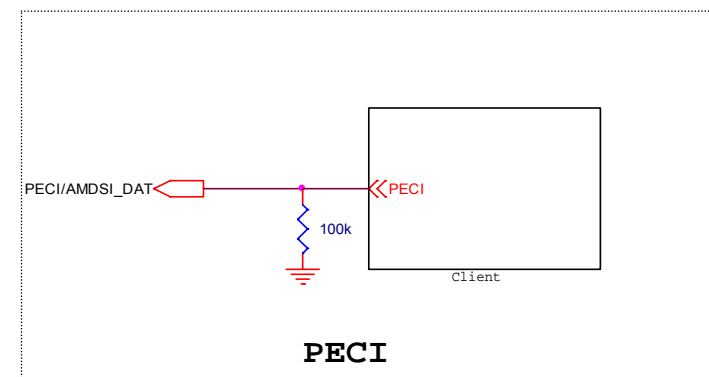 PECI/AMDSI_DAT
PECI
100k
Client
PECI